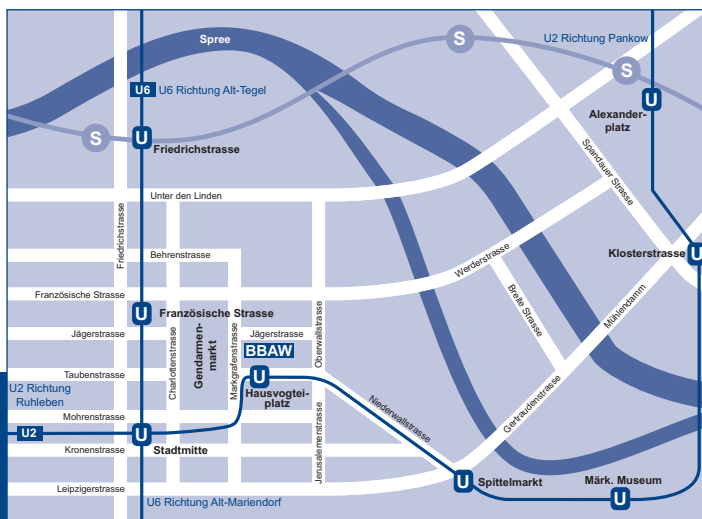 Spree
U2 Richtung Pankow
S
S
S
U6
U6 Richtung Alt-Tegel
U
Alexander-
platz
U
Friedrichstrasse
Spandauer Strasse
Unter den Linden
Friedrichstrasse
Behrenstrasse
Werderstrasse
Klosterstrasse
U
Französische Strasse
U
Französische Strasse
Oberwallstrasse
Breite Strasse
Mühlendamm
Jägerstrasse
Charlottenstrasse
Gendarmen-
markt
Markgrafenstrasse
Jägerstrasse
BBAW
Taubenstrasse
U
Hausvogtei-
platz
U2 Richtung
Ruhleben
Mohrenstrasse
Jerusalemerstrasse
Niederwallstrasse
Gertraudenstrasse
U2
U
Stadtmitte
Kronenstrasse
Leipzigerstrasse
U6 Richtung Alt-Mariendorf
U
Spittelmarkt
Märk. Museum
U